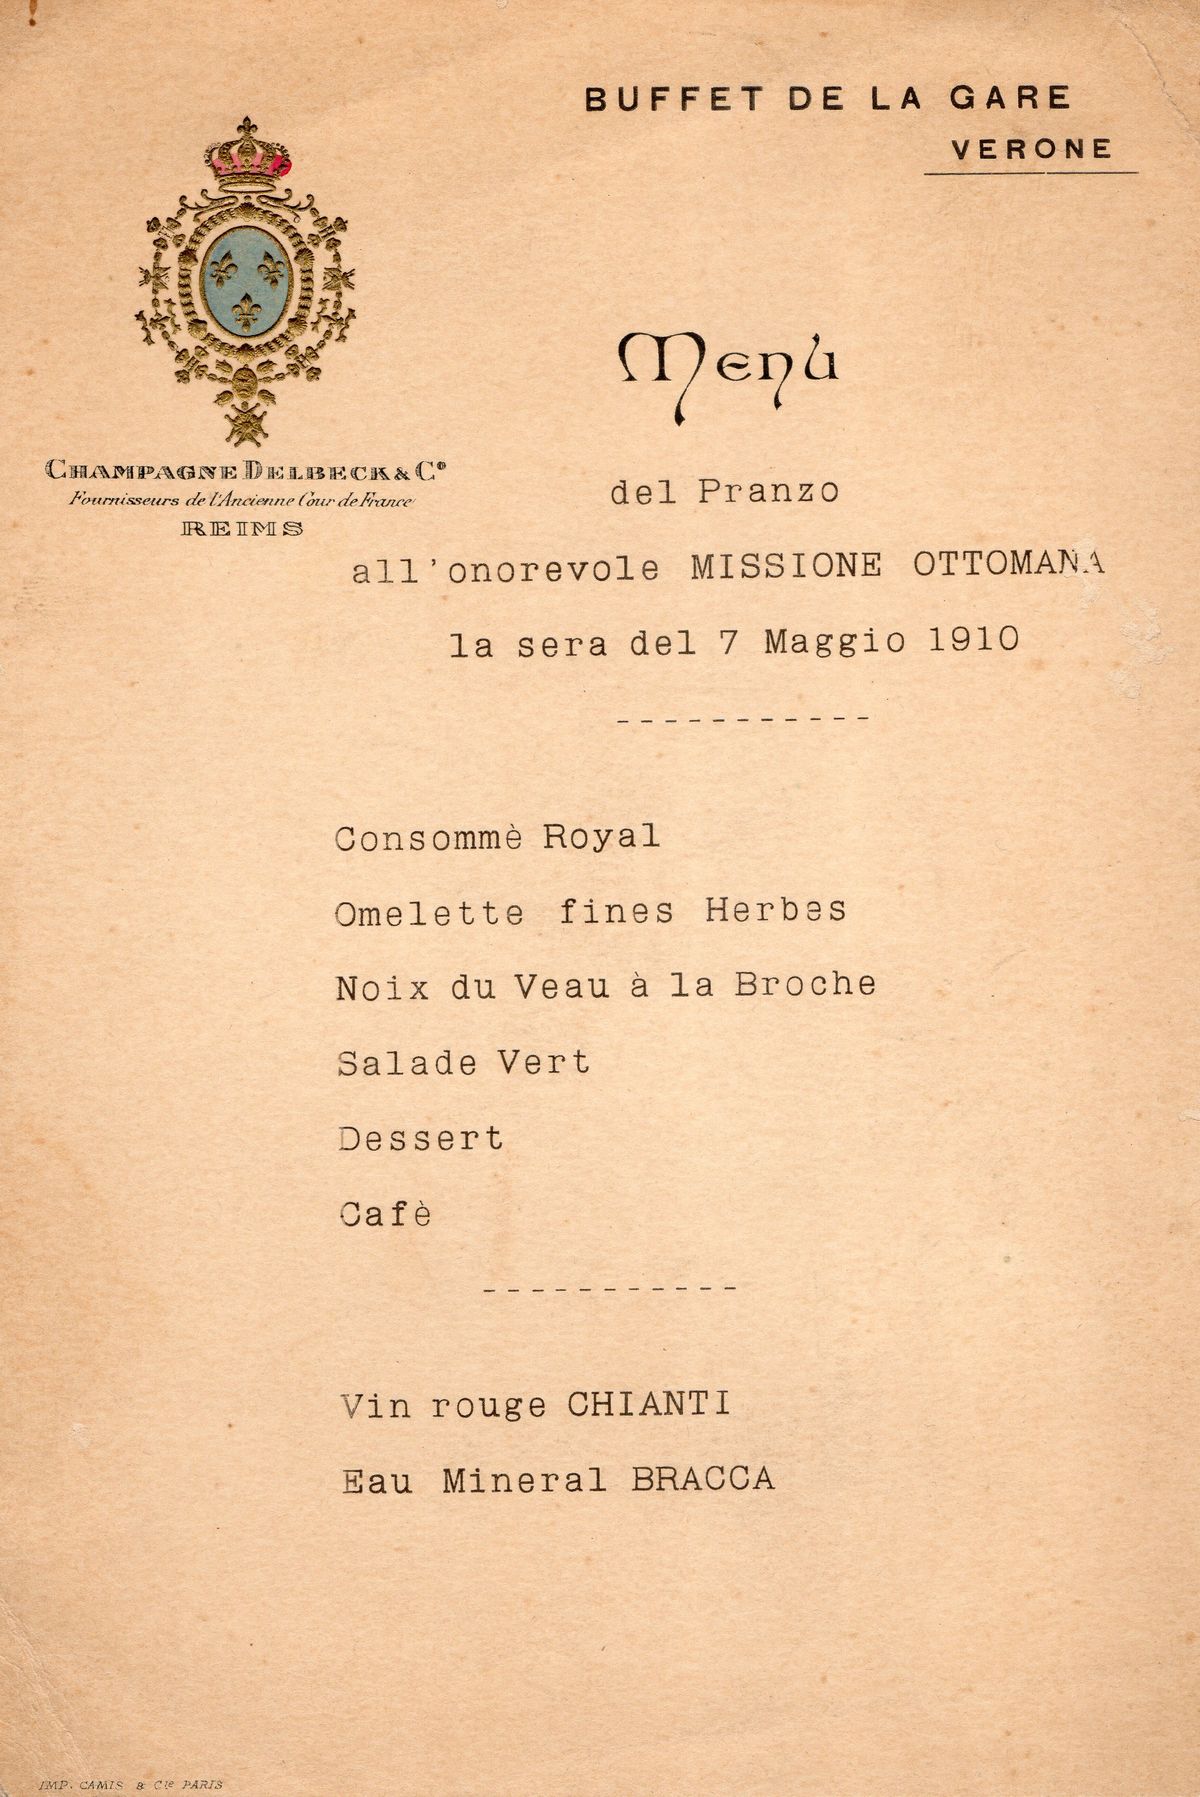 BUFFET DE LA GARE
VERONE
CHAMPAGNE DELBECK & Cº
Fournisseurs de l'Ancienne Cour de France
REIMS
Menù
del Pranzo
all'onorevole MISSIONE OTTOMANA
la sera del 7 Maggio 1910
-----------
Consommè Royal
Omelette fines Herbes
Noix du Veau à la Broche
Salade Vert
Dessert
Cafè
-----------
Vin rouge CHIANTI
Eau Mineral BRACCA
IMP. CAMIS & Cie PARIS